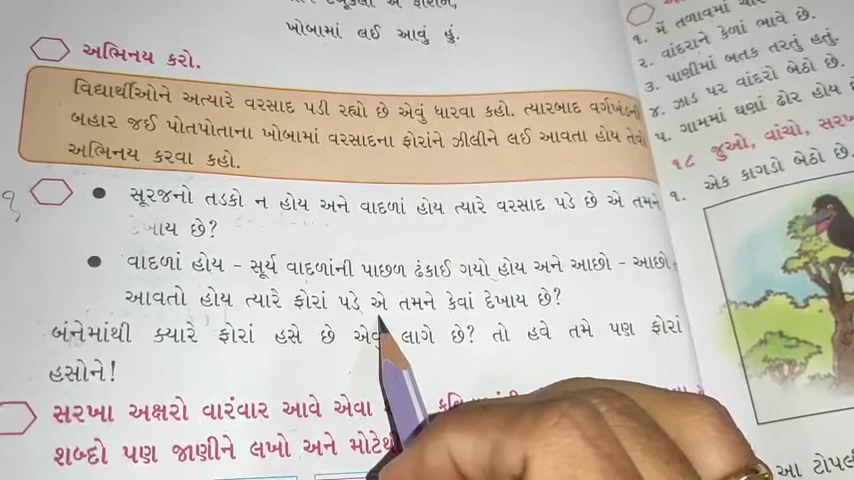 ખોબામાં લઈ આવું હું.
અભિનય કરો.
વિદ્યાર્થીઓને અત્યારે વરસાદ પડી રહ્યો છે એવું ધારવા કહો. ત્યારબાદ વર્ગખંડની
બહાર જઈ પોતપોતાના ખોબામાં વરસાદના ફોરાંને ઝીલીને લઈ આવતા હોય તેવો
અભિનય કરવા કહો.
૧
● સૂરજનો તડકો ન હોય અને વાદળાં હોય ત્યારે વરસાદ પડે છે એ તમને
દેખાય છે?
● વાદળાં હોય - સૂર્ય વાદળાંની પાછળ ઢંકાઈ ગયો હોય અને આછો - આછો
આવતો હોય ત્યારે ફોરાં પડે એ તમને કેવાં દેખાય છે?
બંનેમાંથી ક્યારે ફોરાં હસે છે એવું લાગે છે? તો હવે તમે પણ ફોરાં
હસોને!
સરખા અક્ષરો વારંવાર આવે એવા
શબ્દો પણ જાણીને લખો અને મોટેથી
૧. મેં તળાવમાં
૨. વાંદરાને કેળાં ભાવે છે.
૩. પાણીમાં બતક તરતું હતું.
૪. ઝાડ પર વાંદરો બેઠો છે.
૫. ગામમાં ઘણાં ઢોર હોય
૧૮ જુઓ, વાંચો,
૧. એક કાગડો બેઠો છે.
આ ટોપલી